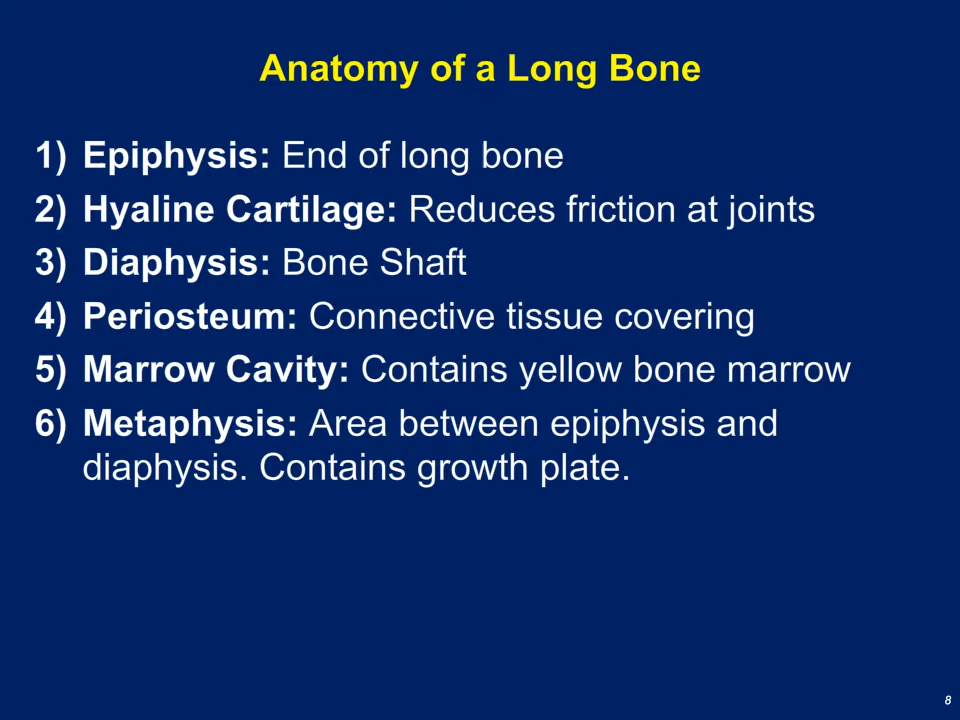 Anatomy of a Long Bone
1) Epiphysis: End of long bone
2) Hyaline Cartilage: Reduces friction at joints
3) Diaphysis: Bone Shaft
4) Periosteum: Connective tissue covering
5) Marrow Cavity: Contains yellow bone marrow
6) Metaphysis: Area between epiphysis and
diaphysis. Contains growth plate.
8